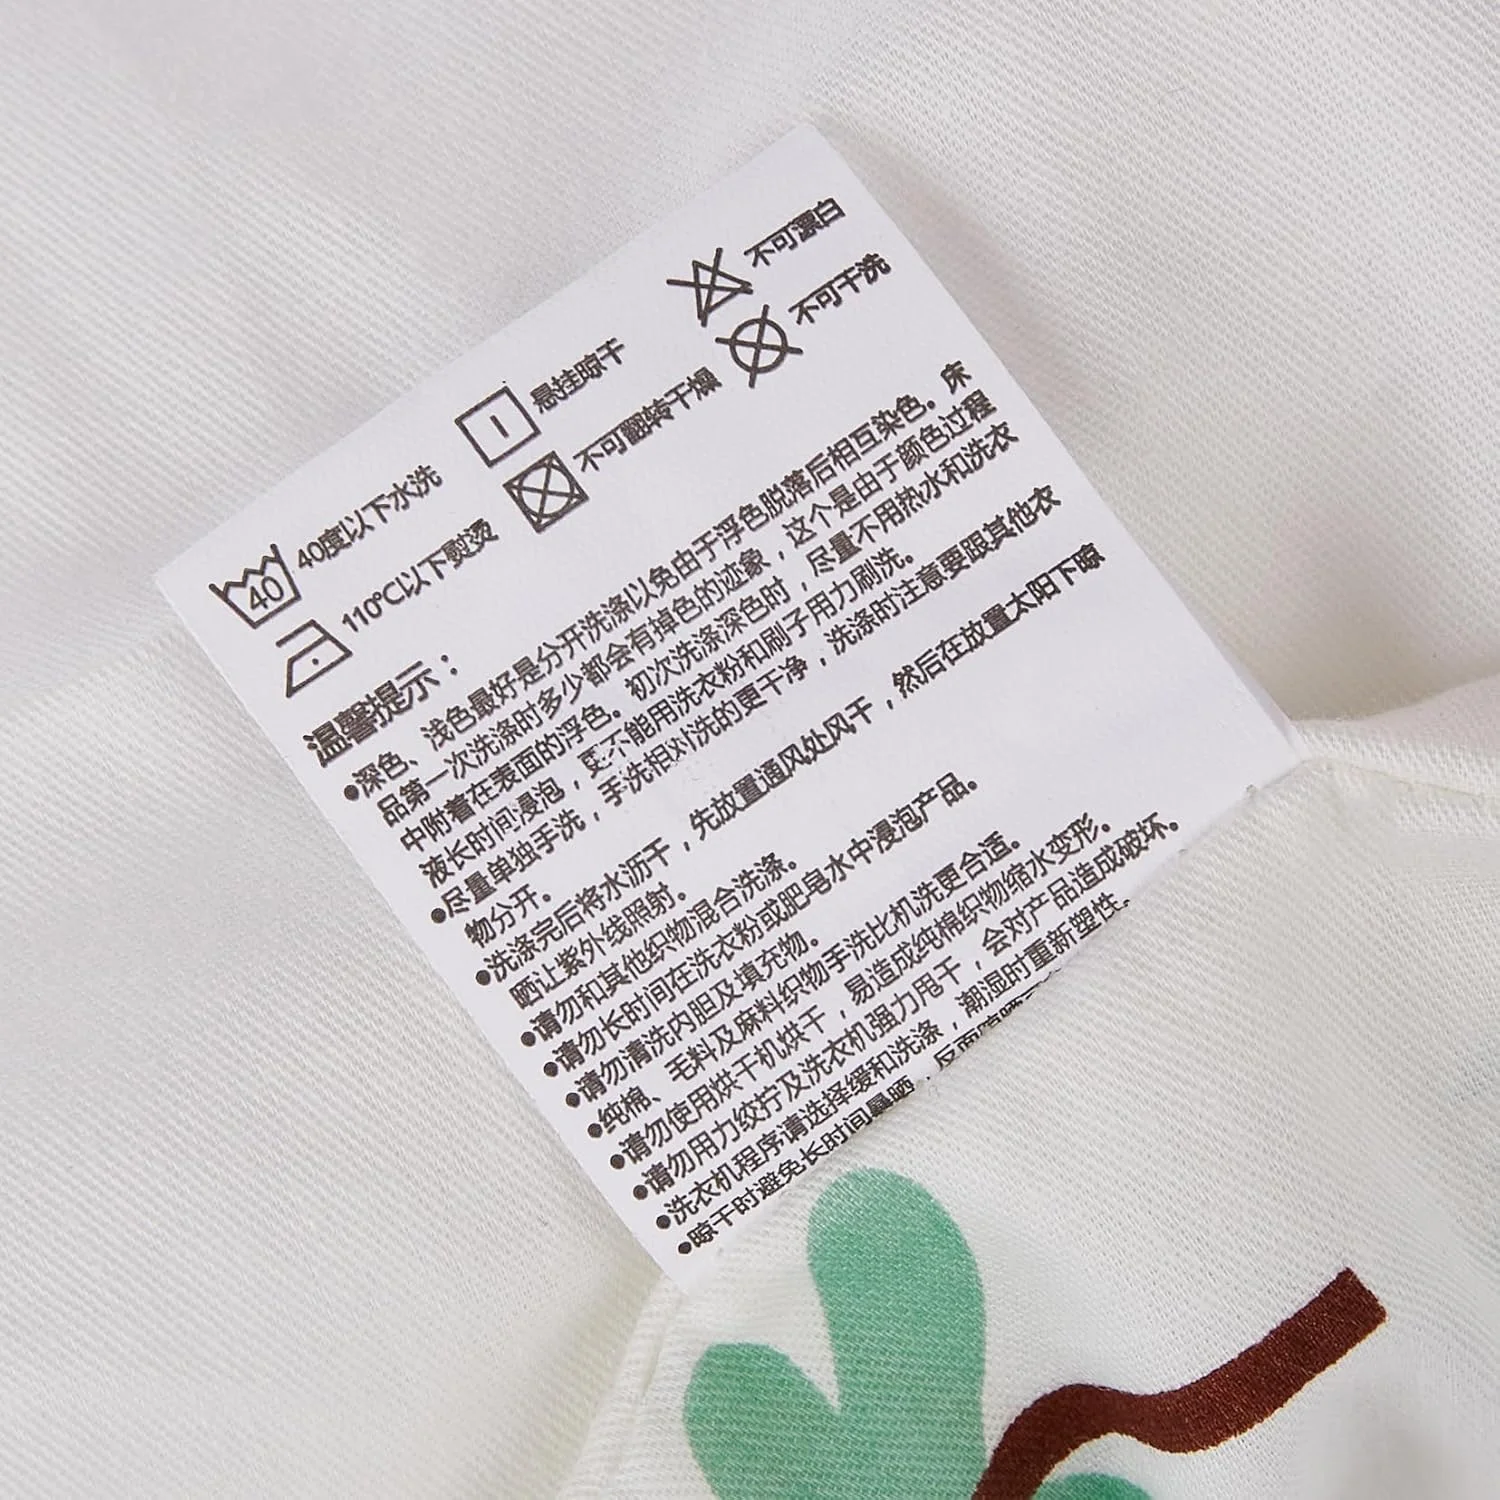 40 40度以下水洗
悬挂晾干
不可漂白
110℃以下熨烫
不可翻转干燥
不可干洗
温馨提示：
●深色、浅色最好是分开洗涤以免由于浮色脱落后相互染色。床
品第一次洗涤时多少都会有掉色的迹象，这个是由于颜色过程
中附着在表面的浮色。初次洗涤深色时，尽量不用热水和洗衣
液长时间浸泡，更不能用洗衣粉和刷子用力刷洗。
●尽量单独手洗，手洗相对洗的更干净，洗涤时注意要跟其他衣
物分开。
●洗涤完后将水沥干，先放置通风处风干，然后在放置太阳下晾
晒让紫外线照射。
●请勿和其他织物混合洗涤。
●请勿长时间在洗衣粉或肥皂水中浸泡产品。
●请勿清洗内胆及填充物。
●纯棉、毛料及麻料织物手洗比机洗更合适。
●请勿使用烘干机烘干，易造成纯棉织物缩水变形。
●请勿用力绞拧及洗衣机强力甩干，会对产品造成破坏。
●洗衣机程序请选择缓和洗涤，潮湿时重新塑性。
●晾干时避免长时间暴晒，反面晾晒